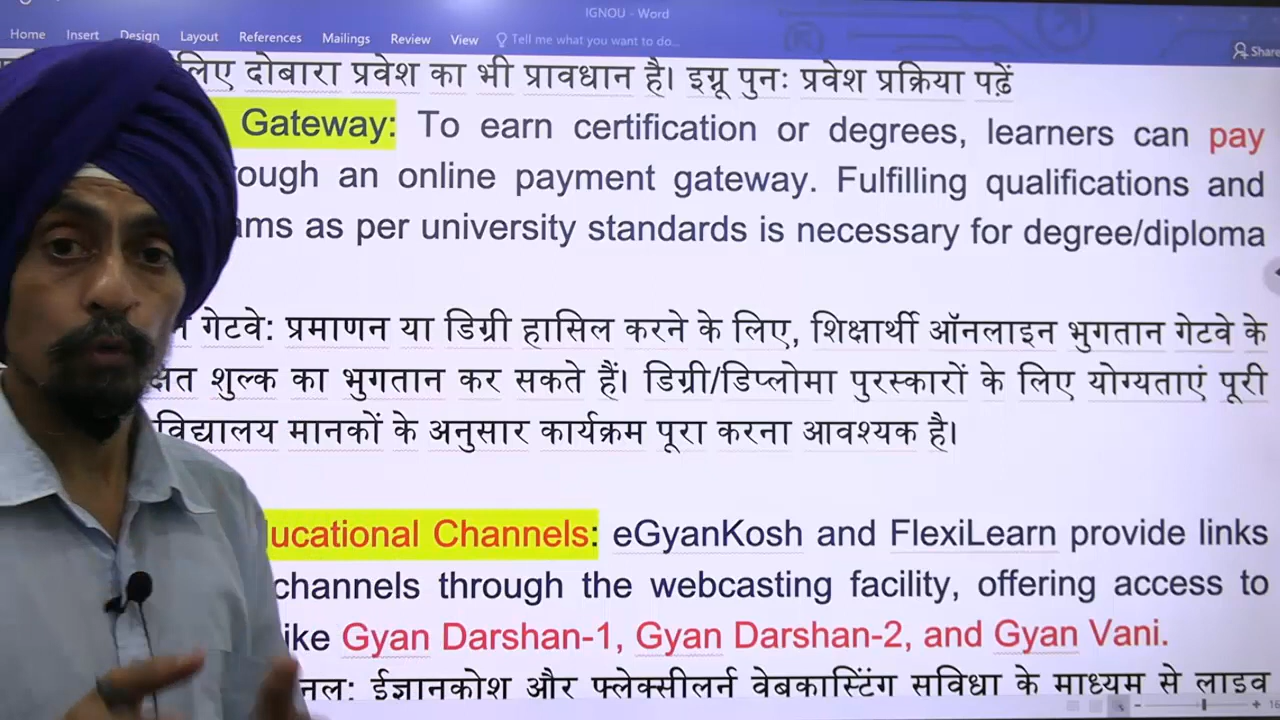 IGNOU - Word
Home Insert Design Layout References Mailings Review View Tell me what you want to do... Share
लिए दोबारा प्रवेश का भी प्रावधान है। इग्नू पुनः प्रवेश प्रक्रिया पढ़ें
Gateway: To earn certification or degrees, learners can pay
rough an online payment gateway. Fulfilling qualifications and
ams as per university standards is necessary for degree/diploma
गेटवे: प्रमाणन या डिग्री हासिल करने के लिए, शिक्षार्थी ऑनलाइन भुगतान गेटवे के
क्षत शुल्क का भुगतान कर सकते हैं। डिग्री/डिप्लोमा पुरस्कारों के लिए योग्यताएं पूरी
विद्यालय मानकों के अनुसार कार्यक्रम पूरा करना आवश्यक है।
ducational Channels: eGyanKosh and FlexiLearn provide links
channels through the webcasting facility, offering access to
like Gyan Darshan-1, Gyan Darshan-2, and Gyan Vani.
नल: ईज्ञानकोश और फ्लेक्सीलर्न वेबकास्टिंग सुविधा के माध्यम से लाइव